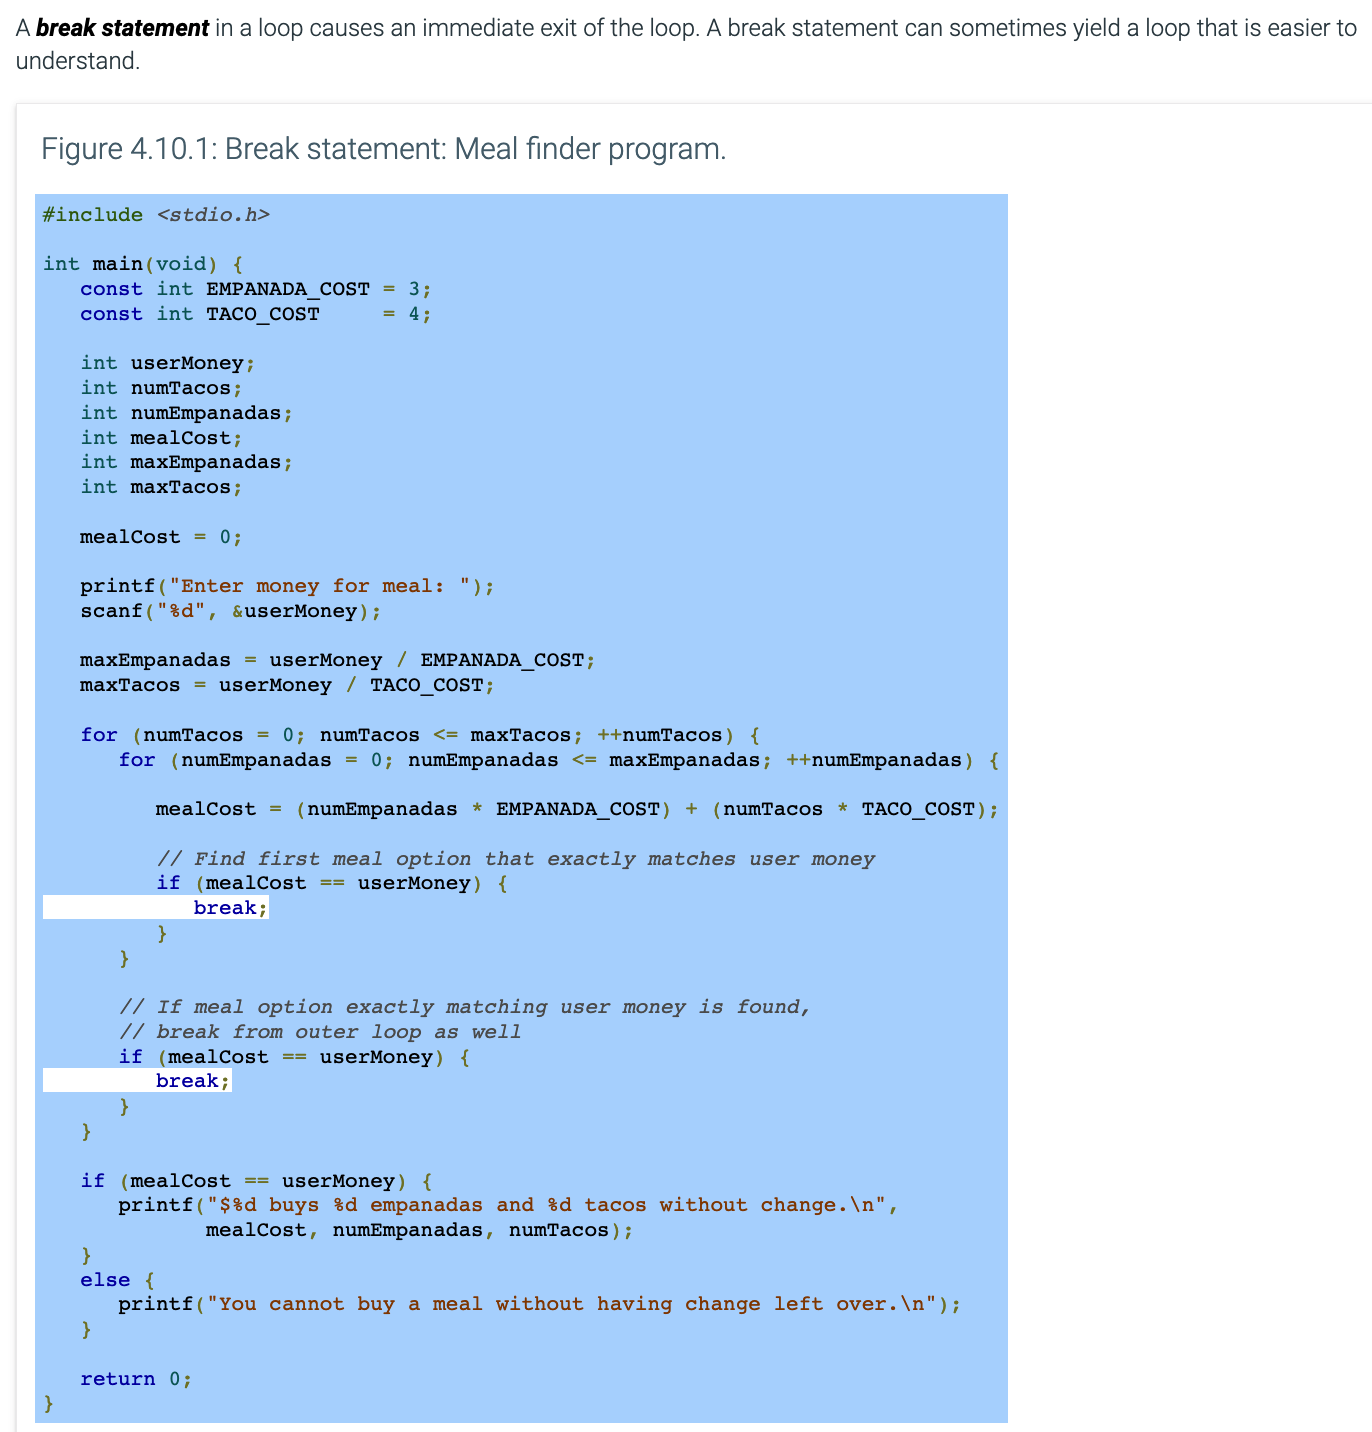 A break statement in a loop causes an immediate exit of the loop. A break statement can sometimes yield a loop that is easier to
understand.
Figure 4.10.1: Break statement: Meal finder program.
#include <stdio.h>
int main(void) {
   const int EMPANADA_COST = 3;
   const int TACO_COST     = 4;
   int userMoney;
   int numTacos;
   int numEmpanadas;
   int mealCost;
   int maxEmpanadas;
   int maxTacos;
   mealCost = 0;
   printf("Enter money for meal: ");
   scanf("%d", &userMoney);
   maxEmpanadas = userMoney / EMPANADA_COST;
   maxTacos = userMoney / TACO_COST;
   for (numTacos = 0; numTacos <= maxTacos; ++numTacos) {
      for (numEmpanadas = 0; numEmpanadas <= maxEmpanadas; ++numEmpanadas) {
         mealCost = (numEmpanadas * EMPANADA_COST) + (numTacos * TACO_COST);
         // Find first meal option that exactly matches user money
         if (mealCost == userMoney) {
            break;
         }
      }
      // If meal option exactly matching user money is found,
      // break from outer loop as well
      if (mealCost == userMoney) {
         break;
      }
   }
   if (mealCost == userMoney) {
      printf("$%d buys %d empanadas and %d tacos without change.\n",
             mealCost, numEmpanadas, numTacos);
   }
   else {
      printf("You cannot buy a meal without having change left over.\n");
   }
   return 0;
}